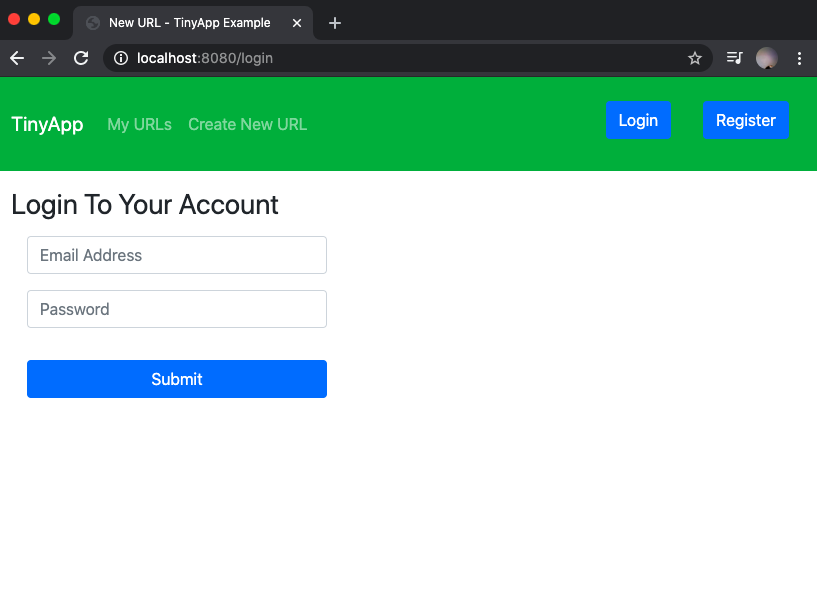 New URL - TinyApp Example
localhost:8080/login
TinyApp My URLs Create New URL Login Register
Login To Your Account
Email Address
Password
Submit